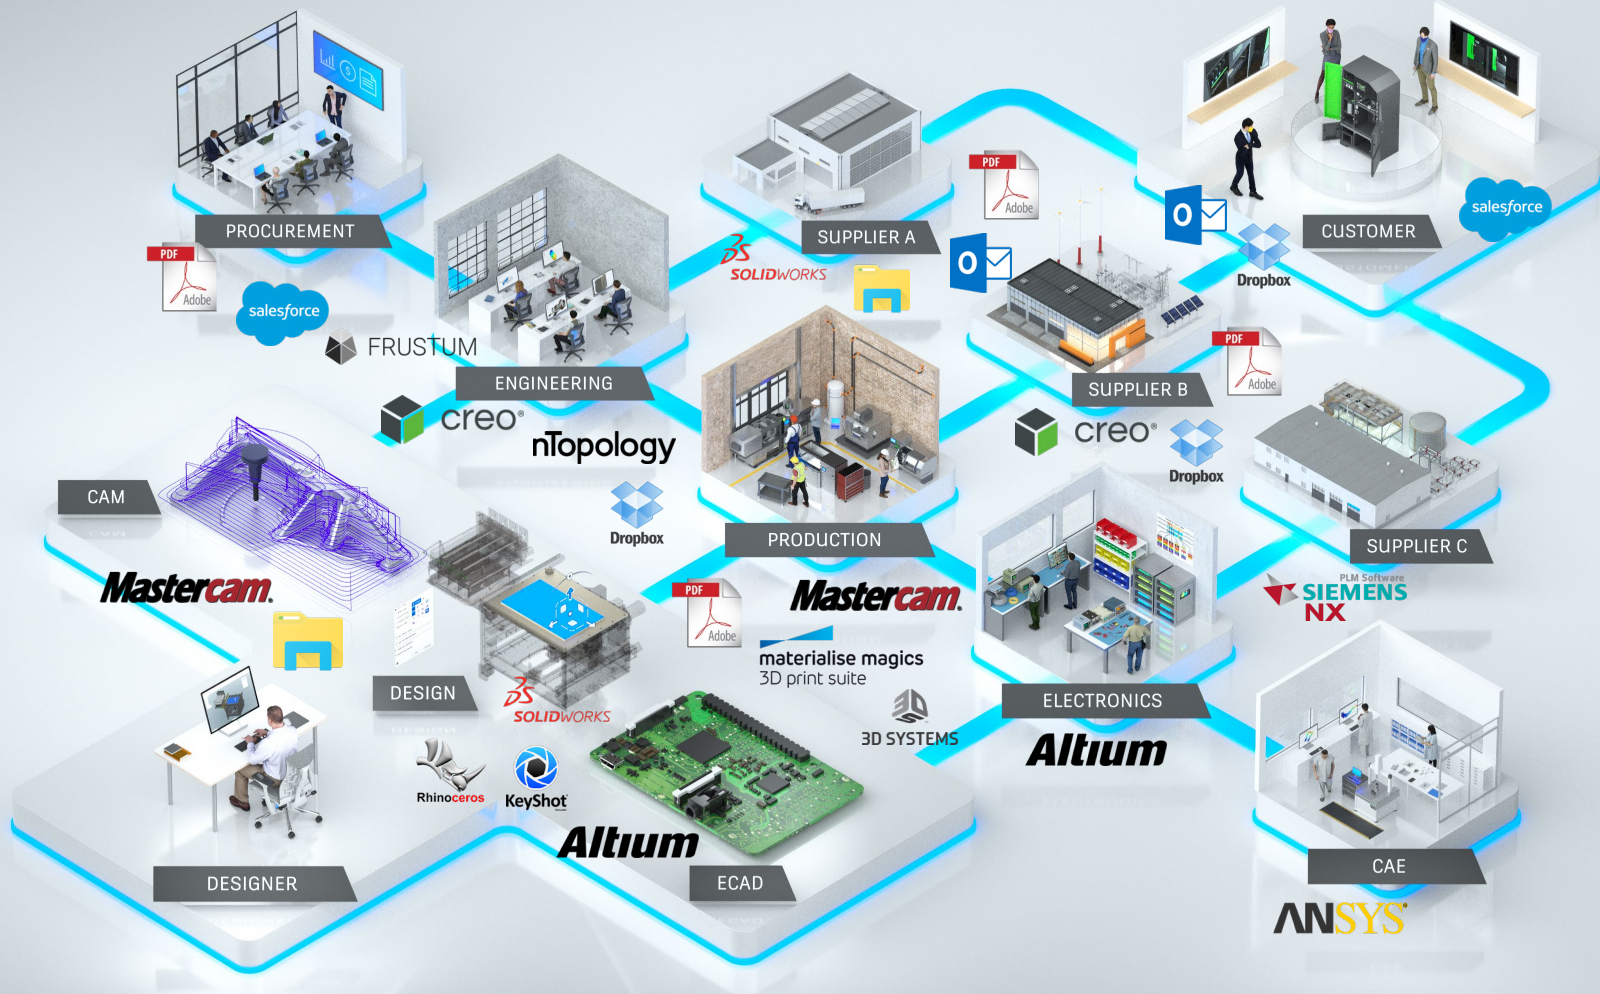 PROCUREMENT
PDF
Adobe
salesforce
FRUSTUM
ENGINEERING
creo®
nTopology
SUPPLIER A
SOLIDWORKS
PDF
Adobe
O
O
Dropbox
CUSTOMER
salesforce
SUPPLIER B
PDF
Adobe
creo®
Dropbox
SUPPLIER C
PLM Software
SIEMENS
NX
CAM
Mastercam.
Dropbox
PRODUCTION
PDF
Adobe
Mastercam.
materialise magics
3D print suite
3D
3D SYSTEMS
ELECTRONICS
Altium
DESIGN
SOLIDWORKS
Rhinoceros
KeyShot
Altium
ECAD
DESIGNER
CAE
ANSYS